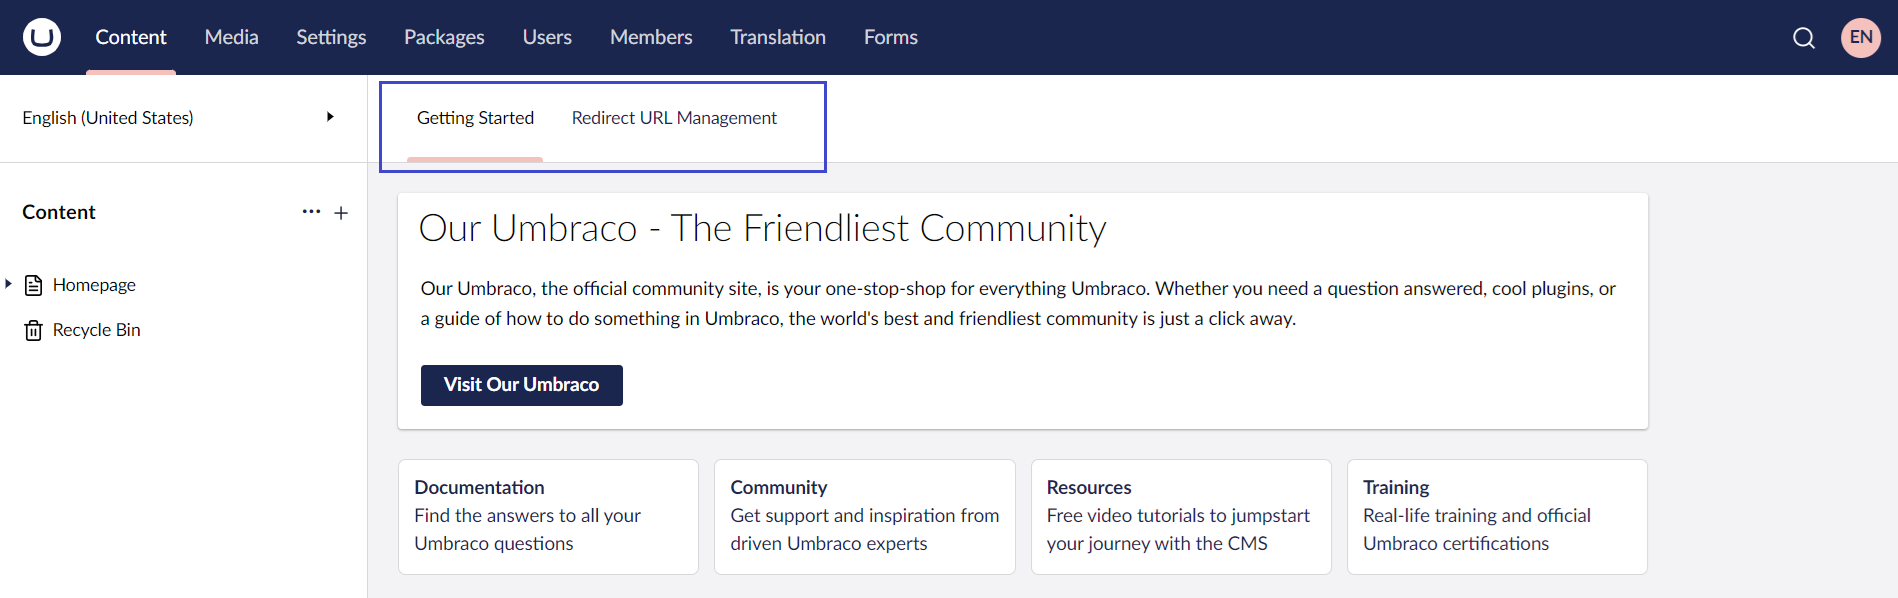 Content Media Settings Packages Users Members Translation Forms EN
English (United States)
Getting Started Redirect URL Management
Content
Homepage
Recycle Bin
Our Umbraco - The Friendliest Community
Our Umbraco, the official community site, is your one-stop-shop for everything Umbraco. Whether you need a question answered, cool plugins, or
a guide of how to do something in Umbraco, the world's best and friendliest community is just a click away.
Visit Our Umbraco
Documentation
Find the answers to all your
Umbraco questions
Community
Get support and inspiration from
driven Umbraco experts
Resources
Free video tutorials to jumpstart
your journey with the CMS
Training
Real-life training and official
Umbraco certifications